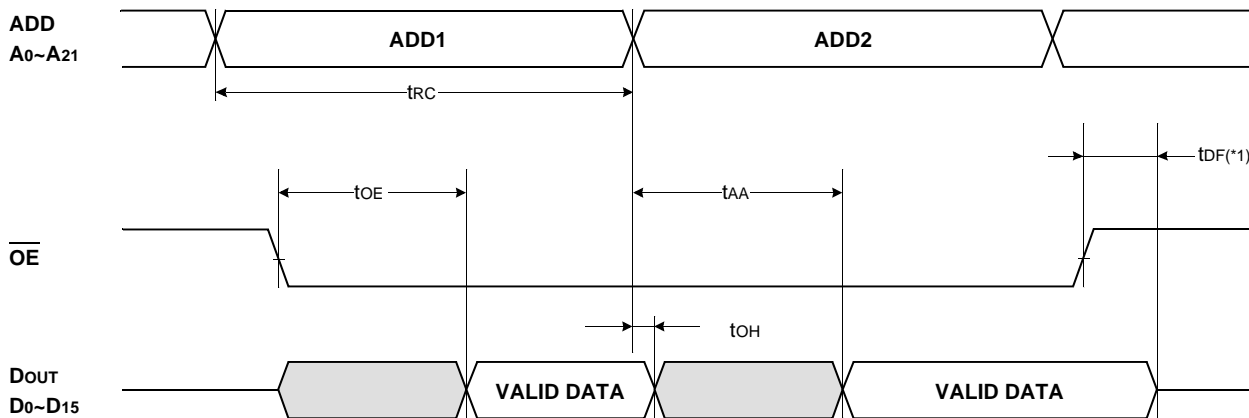 ADD
A0~A21
ADD1
ADD2
tRC
tDF(*1)
tOE
tAA
OE
tOH
DOUT
D0~D15
VALID DATA
VALID DATA